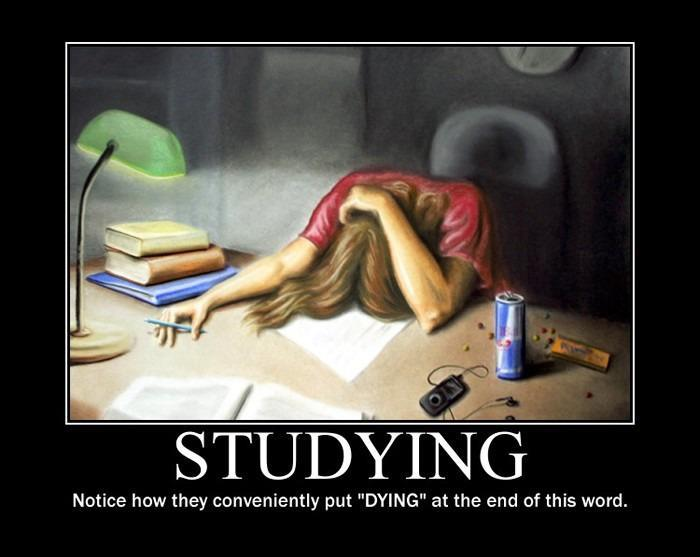 STUDYING
Notice how they conveniently put "DYING" at the end of this word.